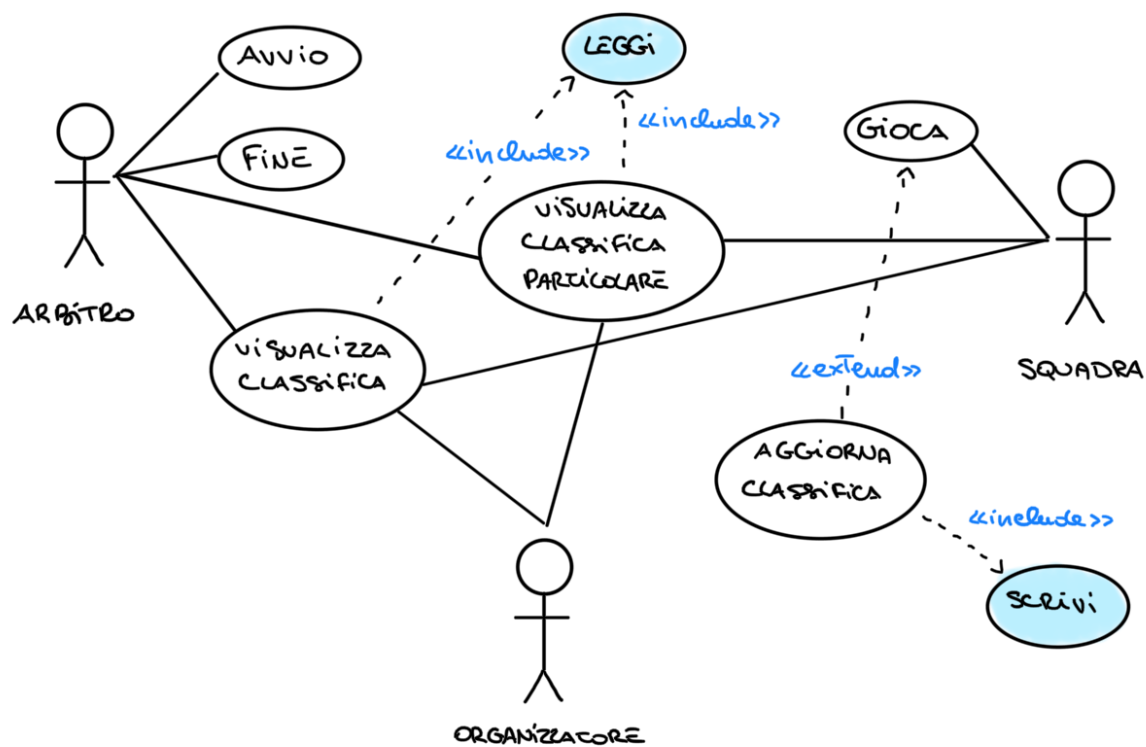 AVVIO
LEGGi
FiNE
«include»
«include»
GiOCA
ViSUALiZZA
CLASSiFiCA
PARTiCOLARE
ARBiTRO
ViSUALiZZA
CLASSiFiCA
«extend»
SQUADRA
AGGiORNA
CLASSiFiCA
«include»
SCRiVi
ORGANiZZATORE